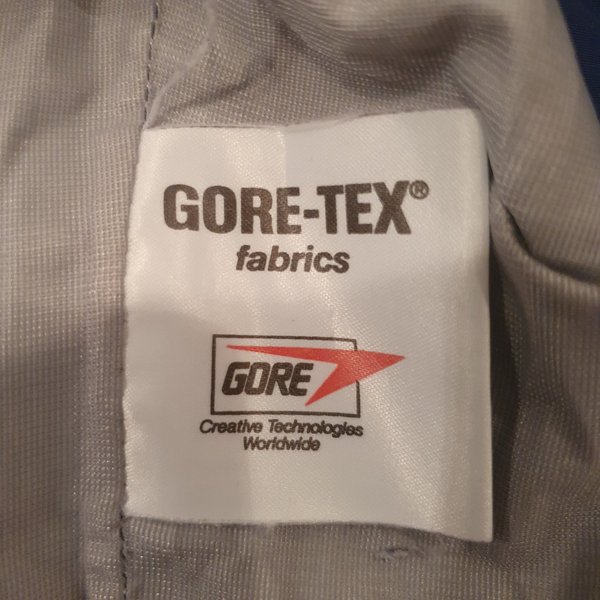 GORE-TEX®
fabrics
GORE
Creative Technologies
Worldwide